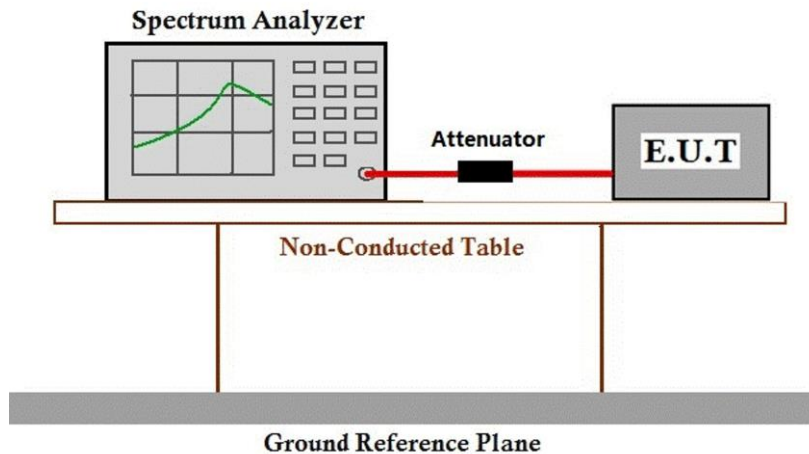 Spectrum Analyzer
Attenuator
E.U.T
Non-Conducted Table
Ground Reference Plane